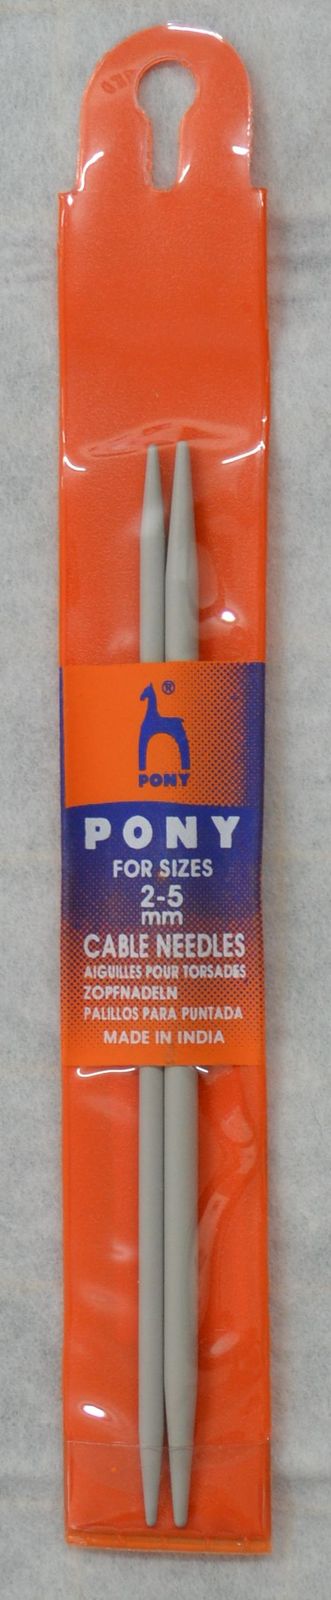 ®
PONY
PONY
FOR SIZES
2-5
mm
CABLE NEEDLES
AIGUILLES POUR TORSADES
ZOPFNADELN
PALILLOS PARA PUNTADA
MADE IN INDIA